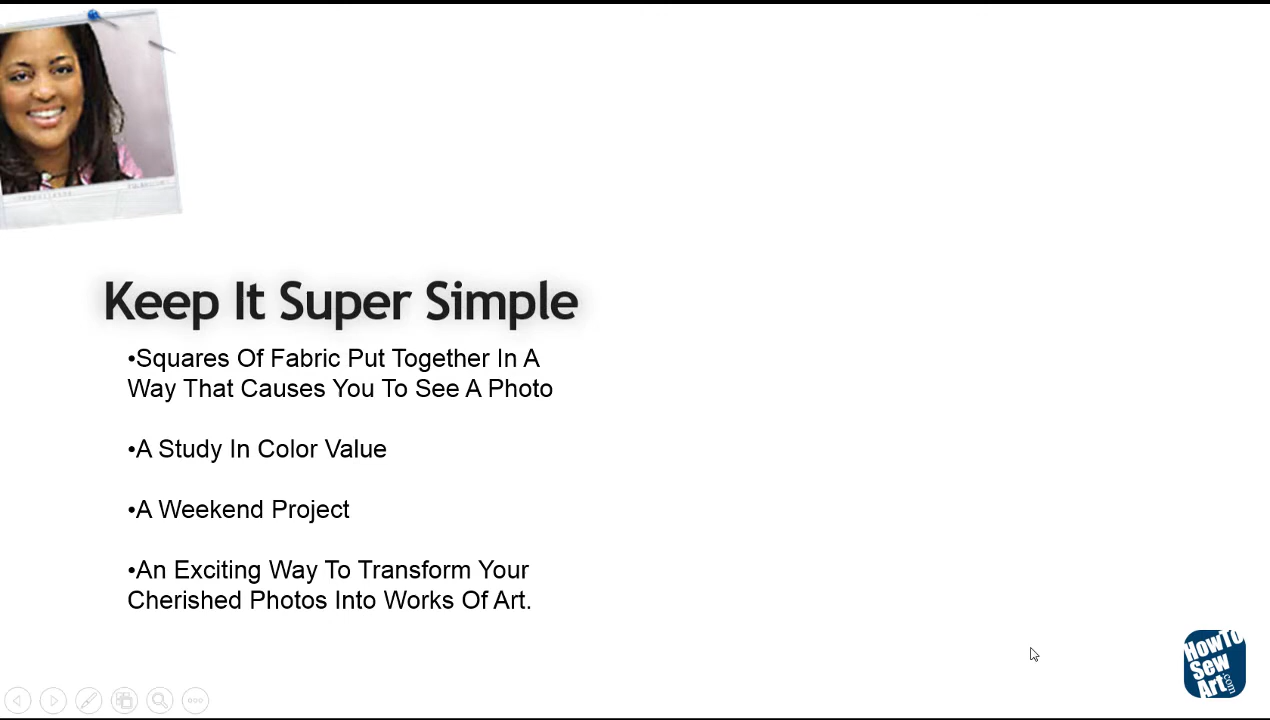 Keep It Super Simple
•Squares Of Fabric Put Together In A
Way That Causes You To See A Photo
•A Study In Color Value
•A Weekend Project
•An Exciting Way To Transform Your
Cherished Photos Into Works Of Art.
HowTo
Sew
Art.com